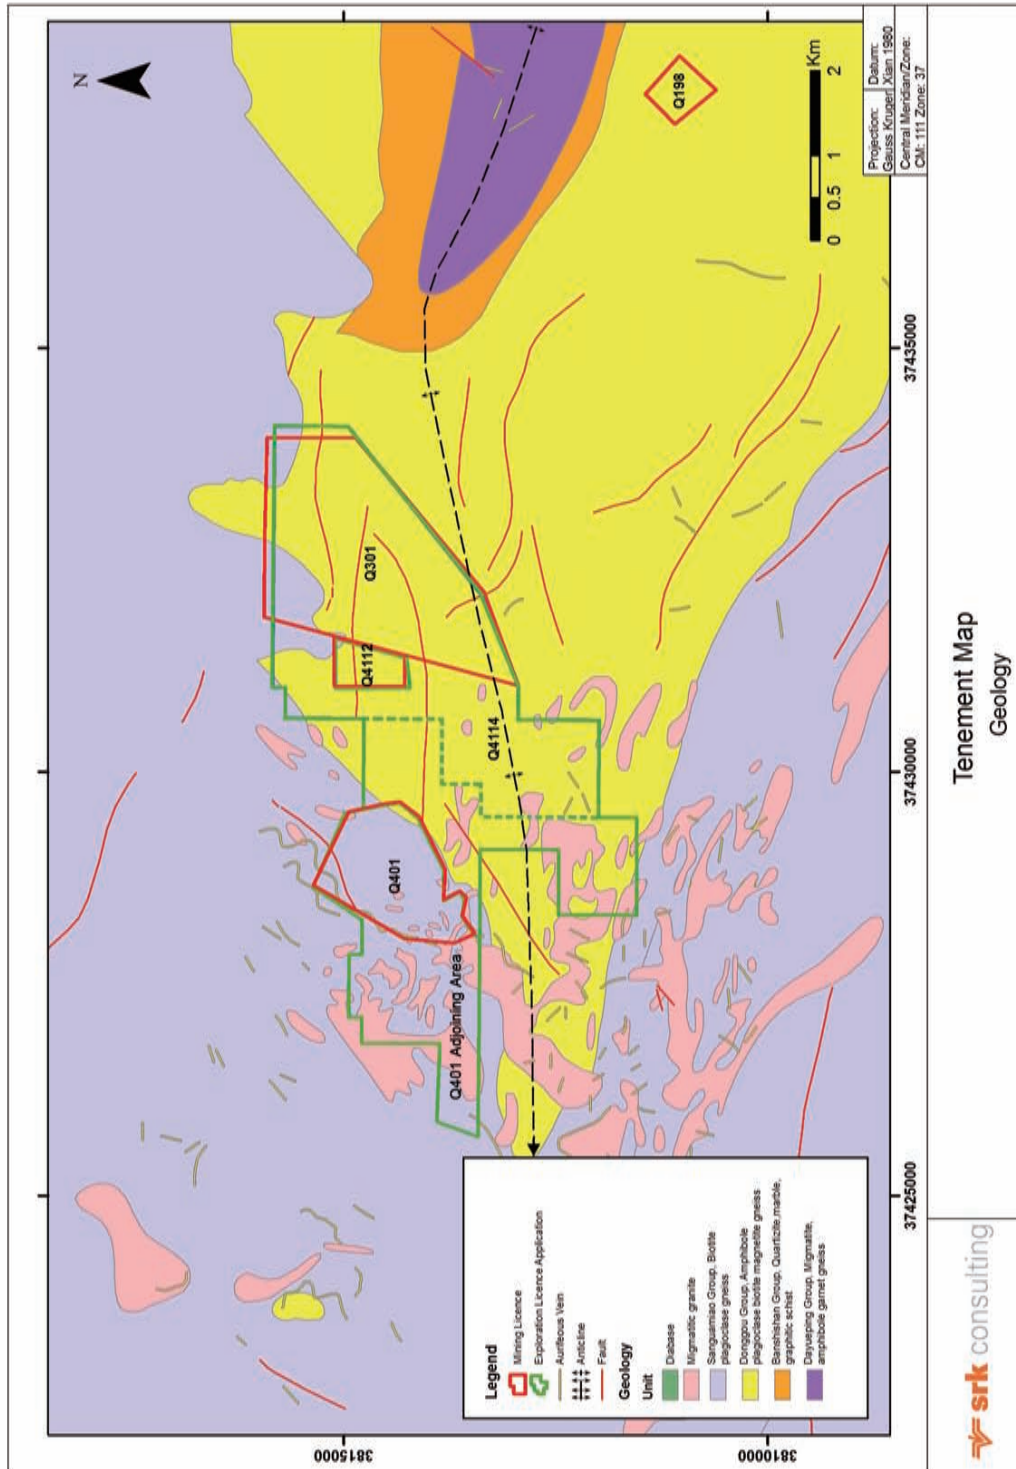 N
Q198
Q301
Q4112
Q4114
Q401
Q401 Adjoining Area
0 0.5 1 2 Km
Projection:
Gauss Kruger
Datum:
Xian 1980
Central Meridian/Zone:
CM: 111 Zone: 37
3815000
3810000
37425000
37430000
37435000
Legend
Mining Licence
Exploration Licence Application
Auriferous Vein
Anticline
Fault
Geology
Unit
Diabase
Migmatitic granite
Sanguanmiao Group, Biotite
plagioclase gneiss
Donggou Group, Amphibole
plagioclase biotite magnetite gneiss
Banshishan Group, Quartizite,marble,
graphitic schist
Dayueping Group, Migmatite,
amphibole garnet gneiss
srk consulting
Tenement Map
Geology